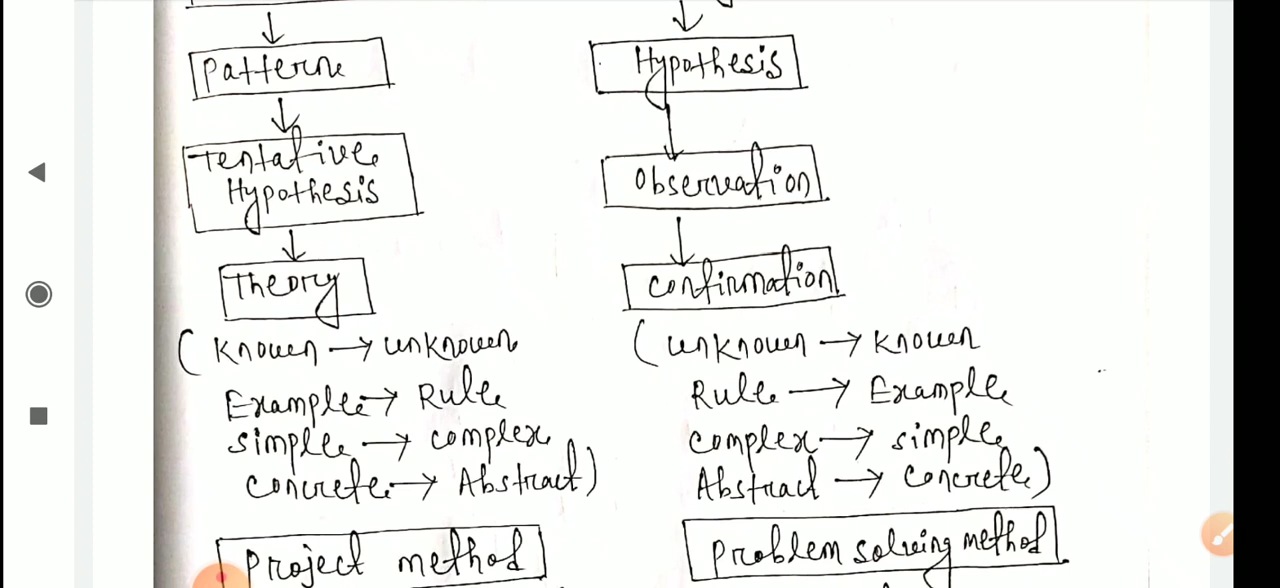 Pattern
Tentative
Hypothesis
Theory
(Known → unknown
Example → Rule
simple → complex
concrete → Abstract)
Project method
Hypothesis
Observation
Confirmation
(unknown → known
Rule → Example
complex → simple
Abstract → concrete)
Problem solving method